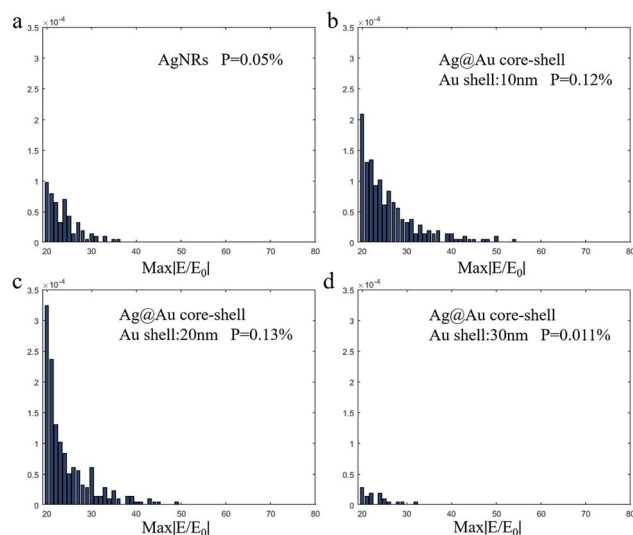 a
×10⁻⁴
3.5
3
2.5
2
1.5
1
0.5
0
AgNRs P=0.05%
20 30 40 50 60 70 80
Max|E/E₀|
b
×10⁻⁴
3.5
3
2.5
2
1.5
1
0.5
0
Ag@Au core-shell
Au shell:10nm P=0.12%
20 30 40 50 60 70 80
Max|E/E₀|
c
×10⁻⁴
3.5
3
2.5
2
1.5
1
0.5
0
Ag@Au core-shell
Au shell:20nm P=0.13%
20 30 40 50 60 70 80
Max|E/E₀|
d
×10⁻⁴
3.5
3
2.5
2
1.5
1
0.5
0
Ag@Au core-shell
Au shell:30nm P=0.011%
20 30 40 50 60 70 80
Max|E/E₀|